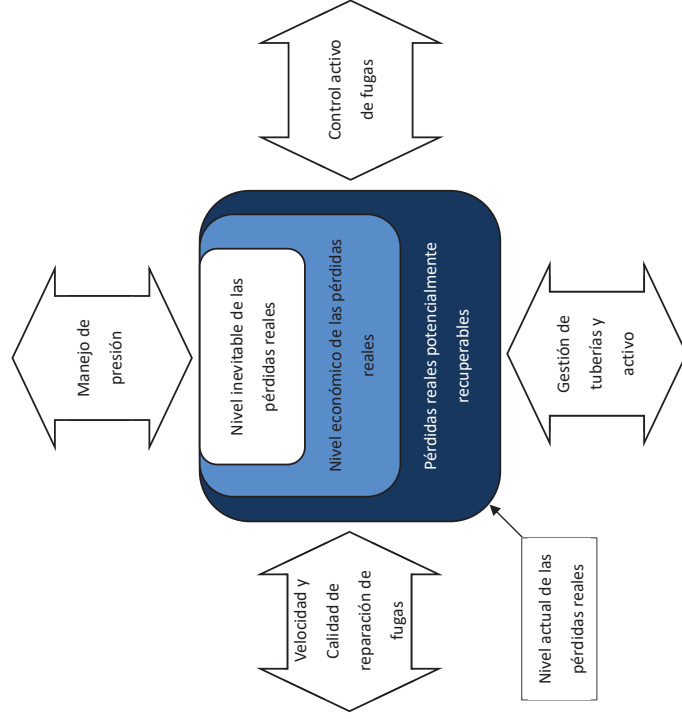 Manejo de
presión
Velocidad y
Calidad de
reparación de
fugas
Nivel inevitable de las
pérdidas reales
Nivel económico de las pérdidas
reales
Pérdidas reales potencialmente
recuperables
Control activo
de fugas
Gestión de
tuberías y
activo
Nivel actual de las
pérdidas reales